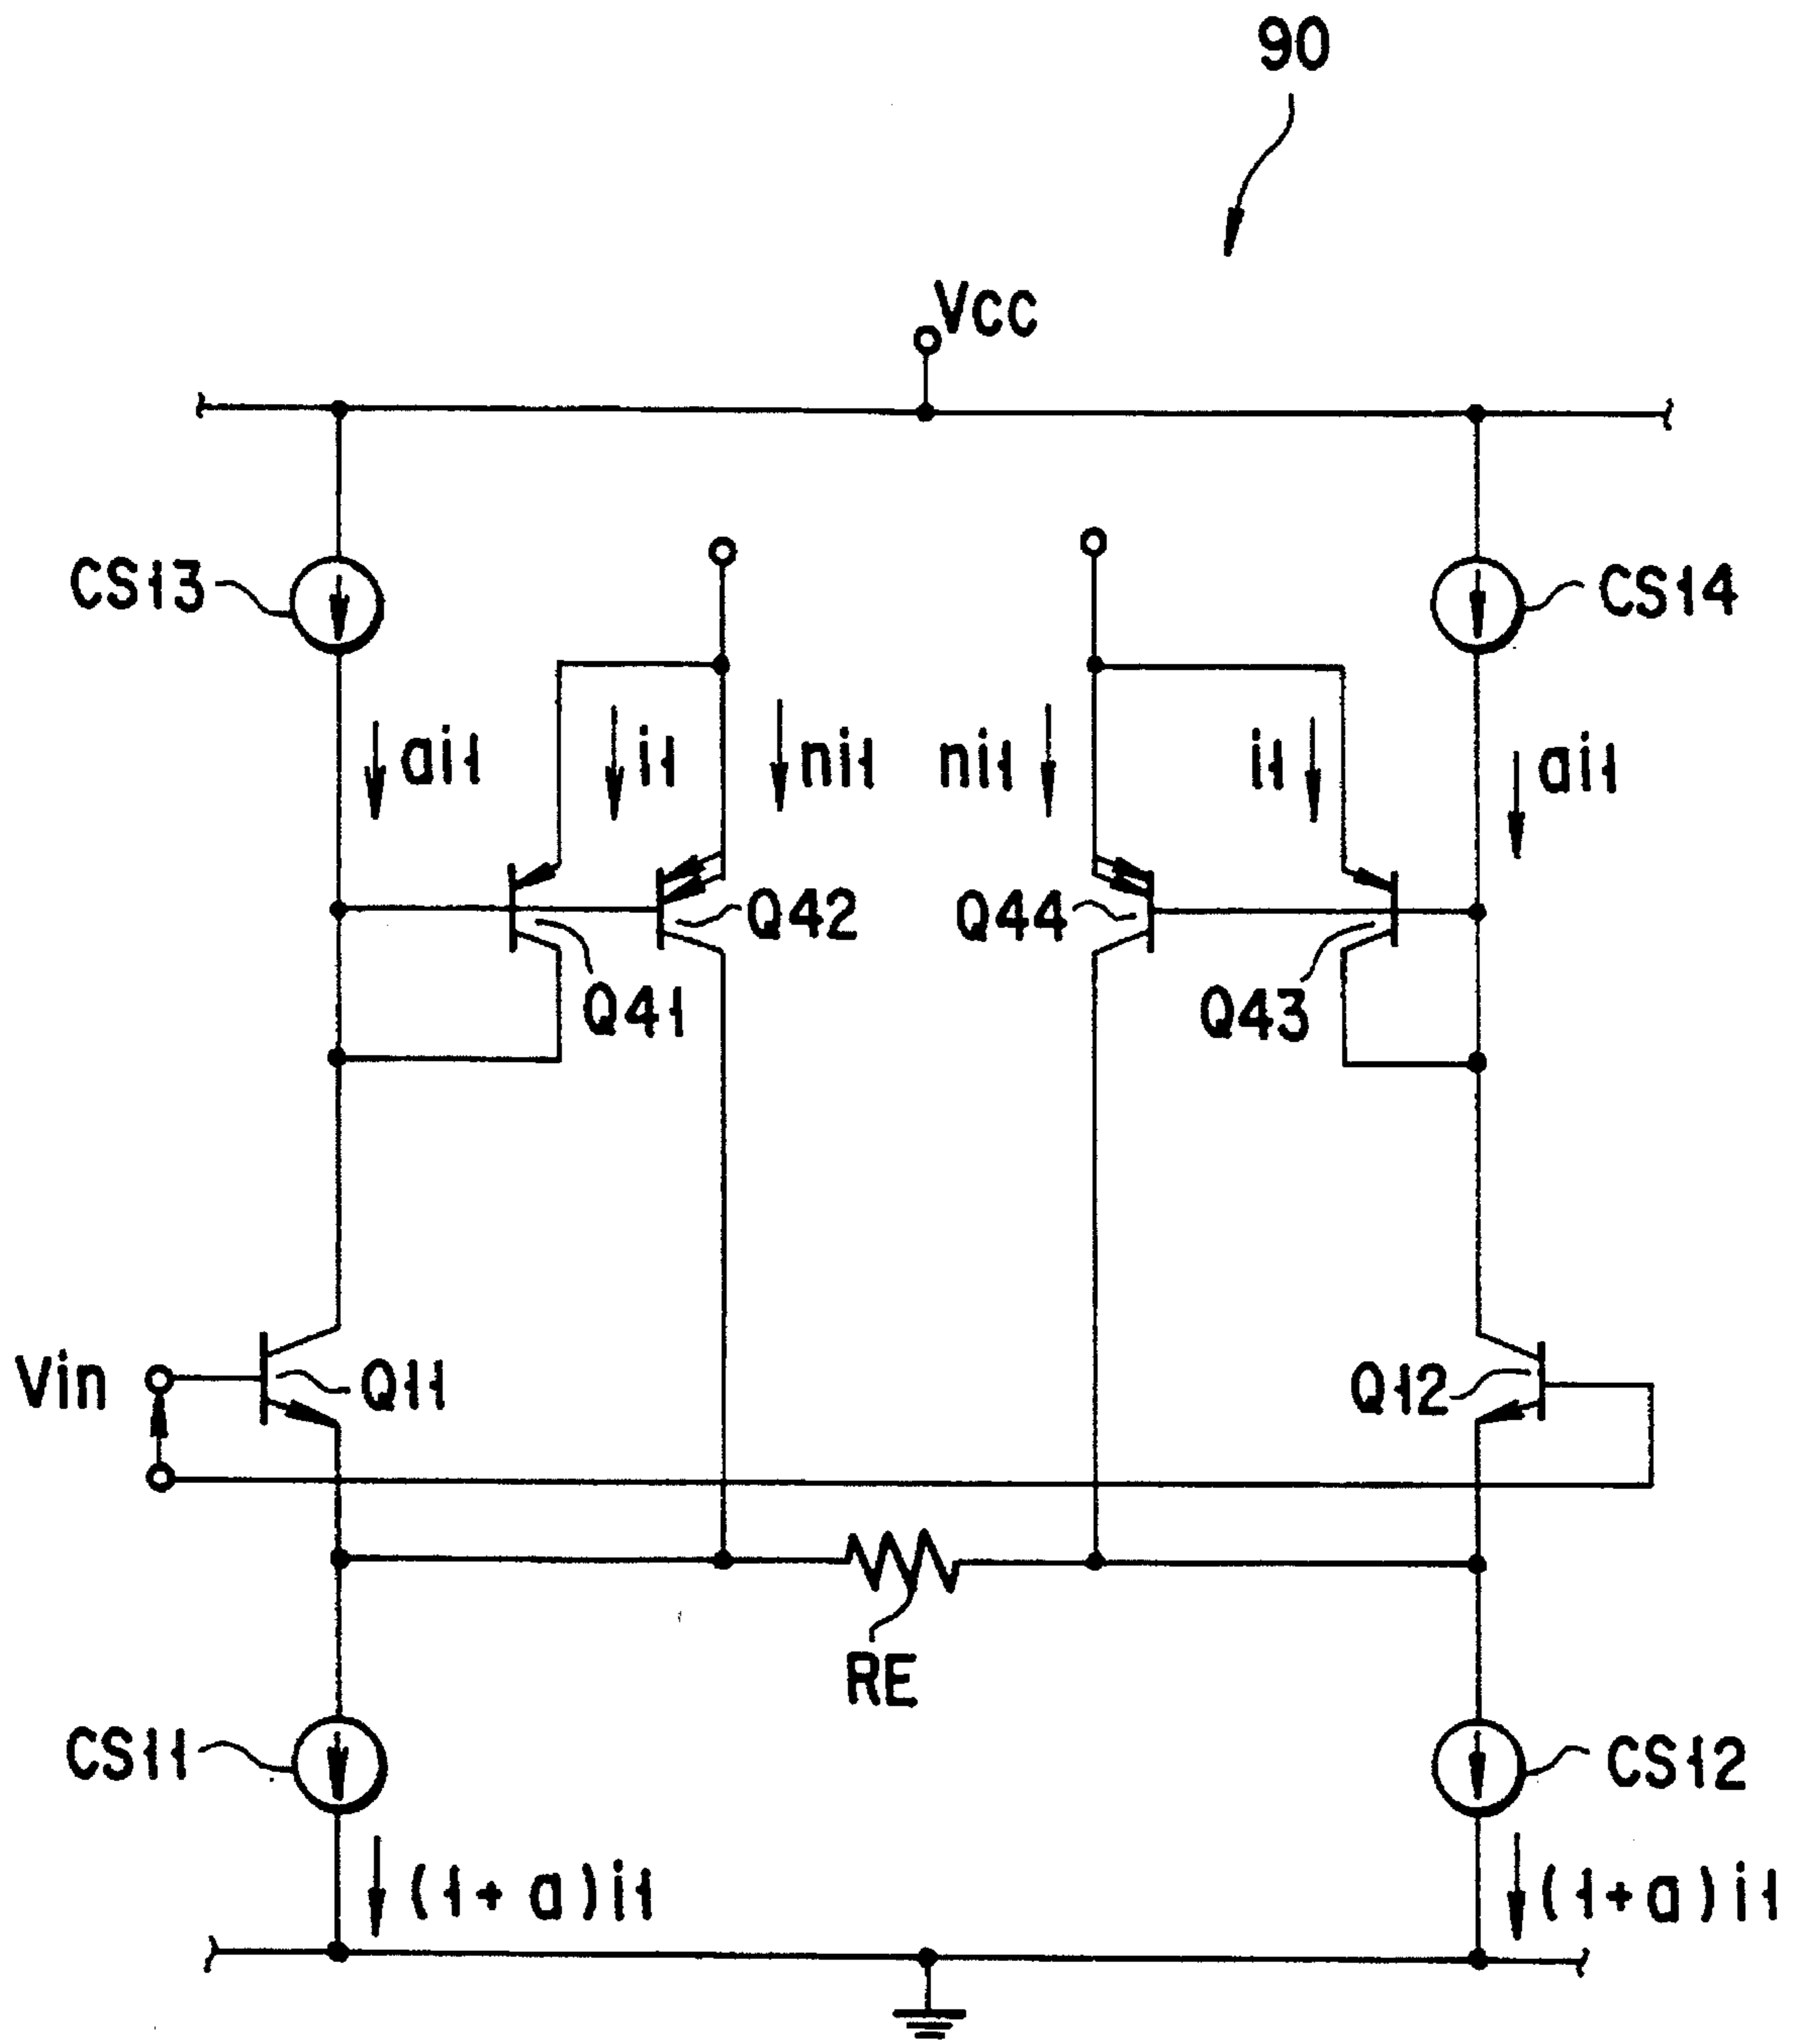 90
Vcc
CS13
CS14
ai1
i1
ni1
ni1
i1
ai1
Q42
Q44
Q41
Q43
Vin
Q11
Q12
RE
CS11
CS12
(1+a)i1
(1+a)i1